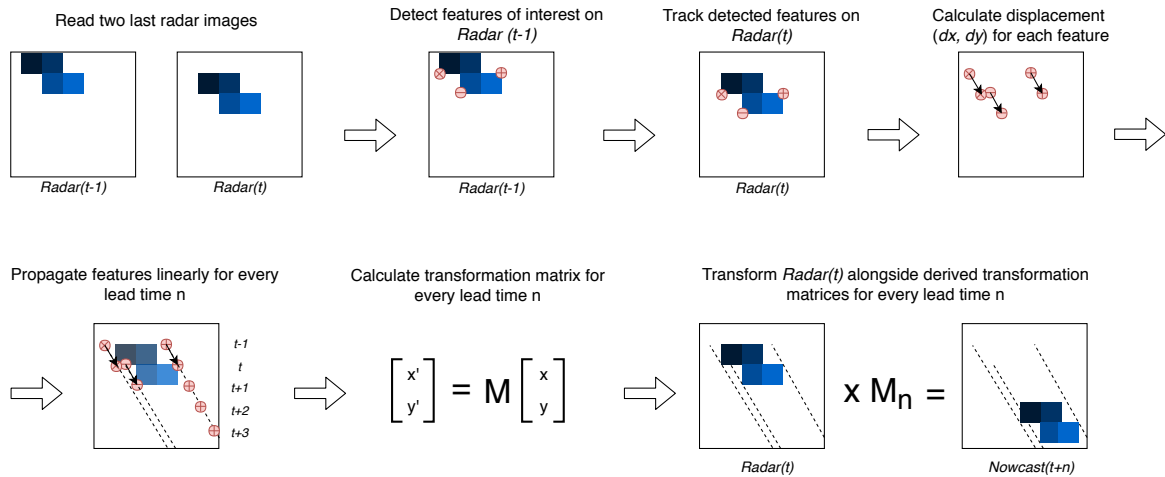 Read two last radar images
Radar(t-1)
Radar(t)
Detect features of interest on
Radar (t-1)
Radar(t-1)
Track detected features on
Radar(t)
Radar(t)
Calculate displacement
(dx, dy) for each feature
Propagate features linearly for every
lead time n
t-1
t
t+1
t+2
t+3
Calculate transformation matrix for
every lead time n
x' = M x
y' y
Transform Radar(t) alongside derived transformation
matrices for every lead time n
x Mn =
Radar(t)
Nowcast(t+n)